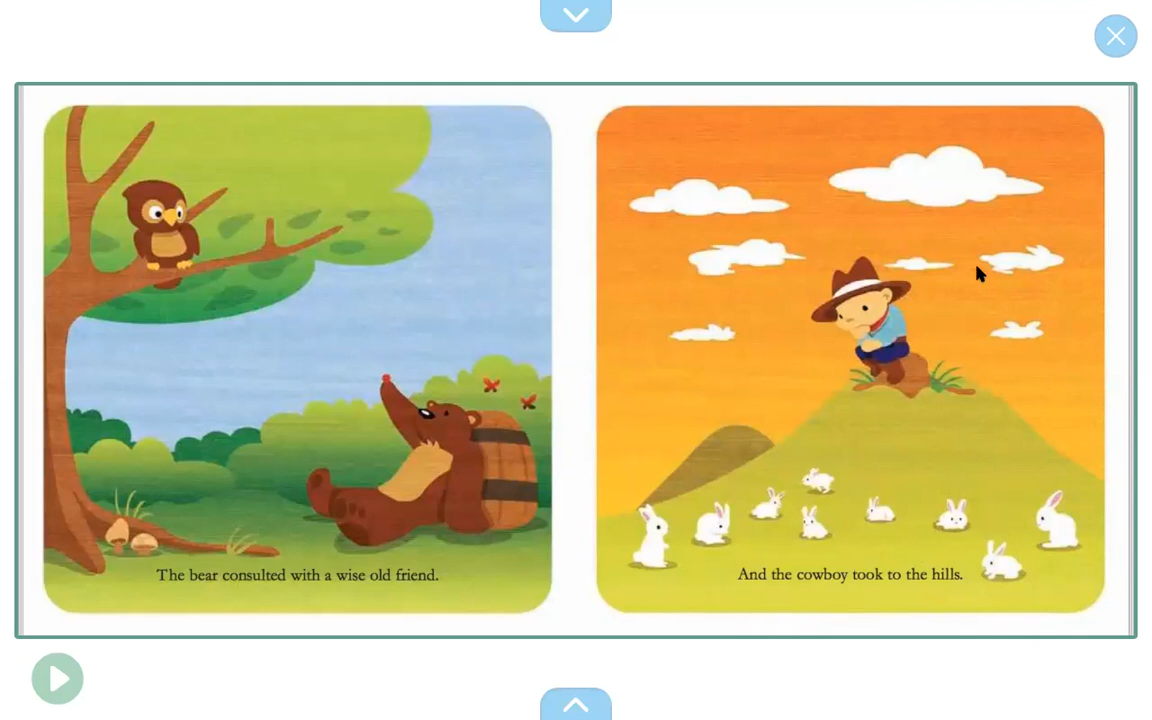 The bear consulted with a wise old friend.
And the cowboy took to the hills.